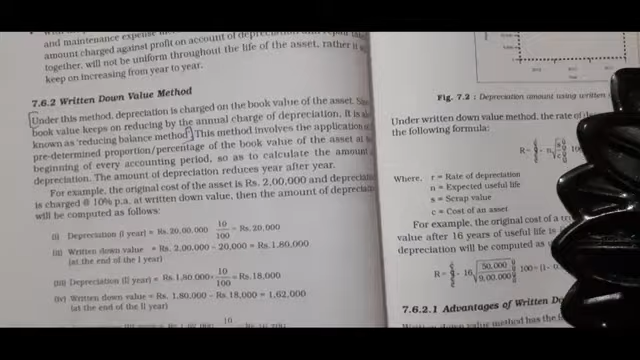 and maintenance expense
amount charged against profit on account of depreciation
together, will not be uniform throughout the life of the asset, rather it
keep on increasing from year to year.
7.6.2 Written Down Value Method
Under this method, depreciation is charged on the book value of the asset.
book value keeps on reducing by the annual charge of depreciation, It is
known as 'reducing balance method'. This method involves the application
pre-determined proportion/percentage of the book value of the asset at
beginning of every accounting period, so as to calculate the amount
depreciation. The amount of depreciation reduces year after year.
For example, the original cost of the asset is Rs. 2,00,000 and
is charged @ 10% p.a. at written down value, then the amount of
will be computed as follows:
(i) Depreciation (I year) = Rs.20,00,000 10/100 = Rs.20,000
(ii) Written down value = Rs. 2,00,000 – 20,000 = Rs.1,80,000
(at the end of the I year)
(iii) Depreciation (II year) = Rs 1,80,000× 10/100 = Rs.18,000
(iv) Written down value = Rs. 1,80,000 – Rs.18,000 = 1,62,000
(at the end of the II year)
Fig. 7.2 : Depreciation amount using written
Under written down value method, the rate of
the following formula:
Where, r = Rate of depreciation
n = Expected useful life
s = Scrap value
c = Cost of an asset
For example, the original cost of a
value after 16 years of useful life is
depreciation will be computed as
7.6.2.1 Advantages of Written
Written down value method has the